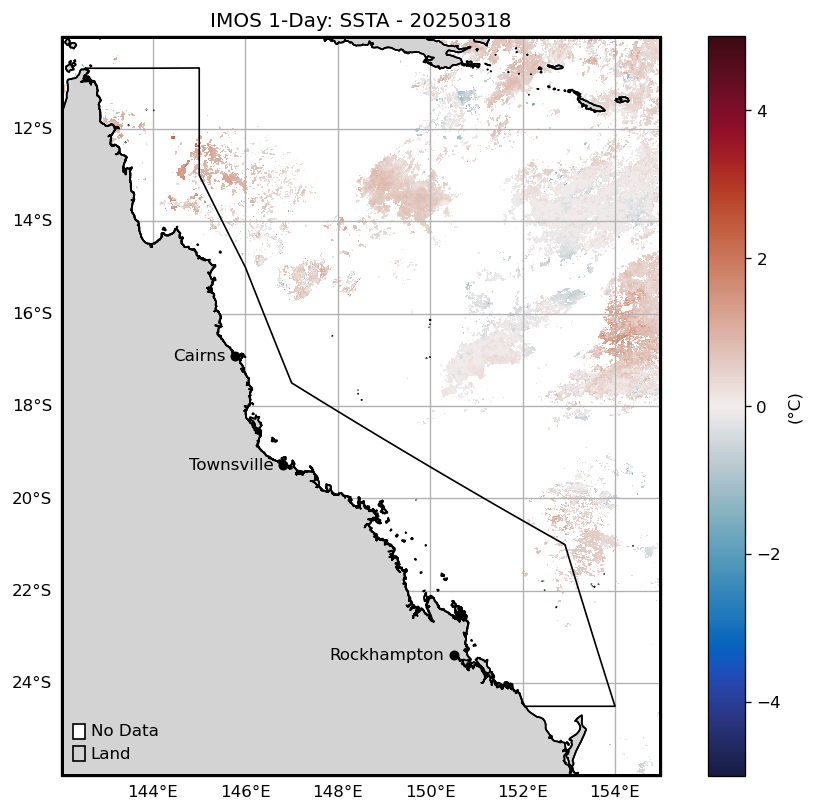 IMOS 1-Day: SSTA - 20250318
12°S
14°S
16°S
18°S
20°S
22°S
24°S
Cairns
Townsville
Rockhampton
No Data
Land
144°E
146°E
148°E
150°E
152°E
154°E
4
2
0
−2
−4
(°C)